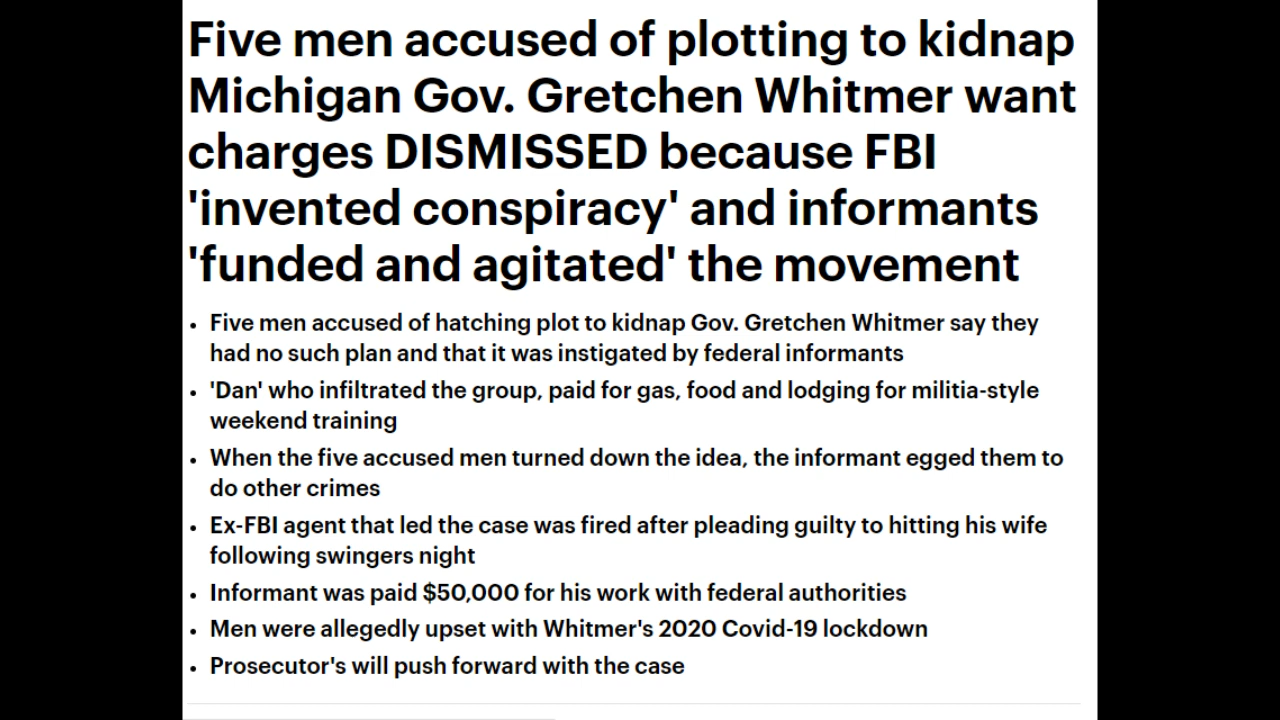 Five men accused of plotting to kidnap
Michigan Gov. Gretchen Whitmer want
charges DISMISSED because FBI
'invented conspiracy' and informants
'funded and agitated' the movement
• Five men accused of hatching plot to kidnap Gov. Gretchen Whitmer say they
had no such plan and that it was instigated by federal informants
• 'Dan' who infiltrated the group, paid for gas, food and lodging for militia-style
weekend training
• When the five accused men turned down the idea, the informant egged them to
do other crimes
• Ex-FBI agent that led the case was fired after pleading guilty to hitting his wife
following swingers night
• Informant was paid $50,000 for his work with federal authorities
• Men were allegedly upset with Whitmer's 2020 Covid-19 lockdown
• Prosecutor's will push forward with the case